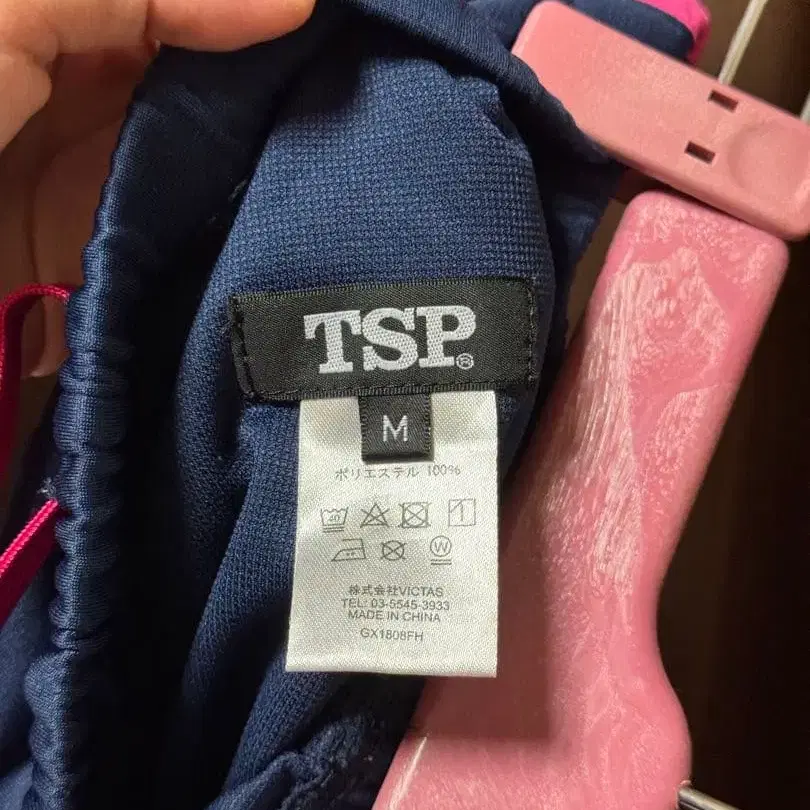 TSP®
M
ポリエステル 100%
40
W
株式会社VICTAS
TEL: 03-5545-3933
MADE IN CHINA
GX1808FH